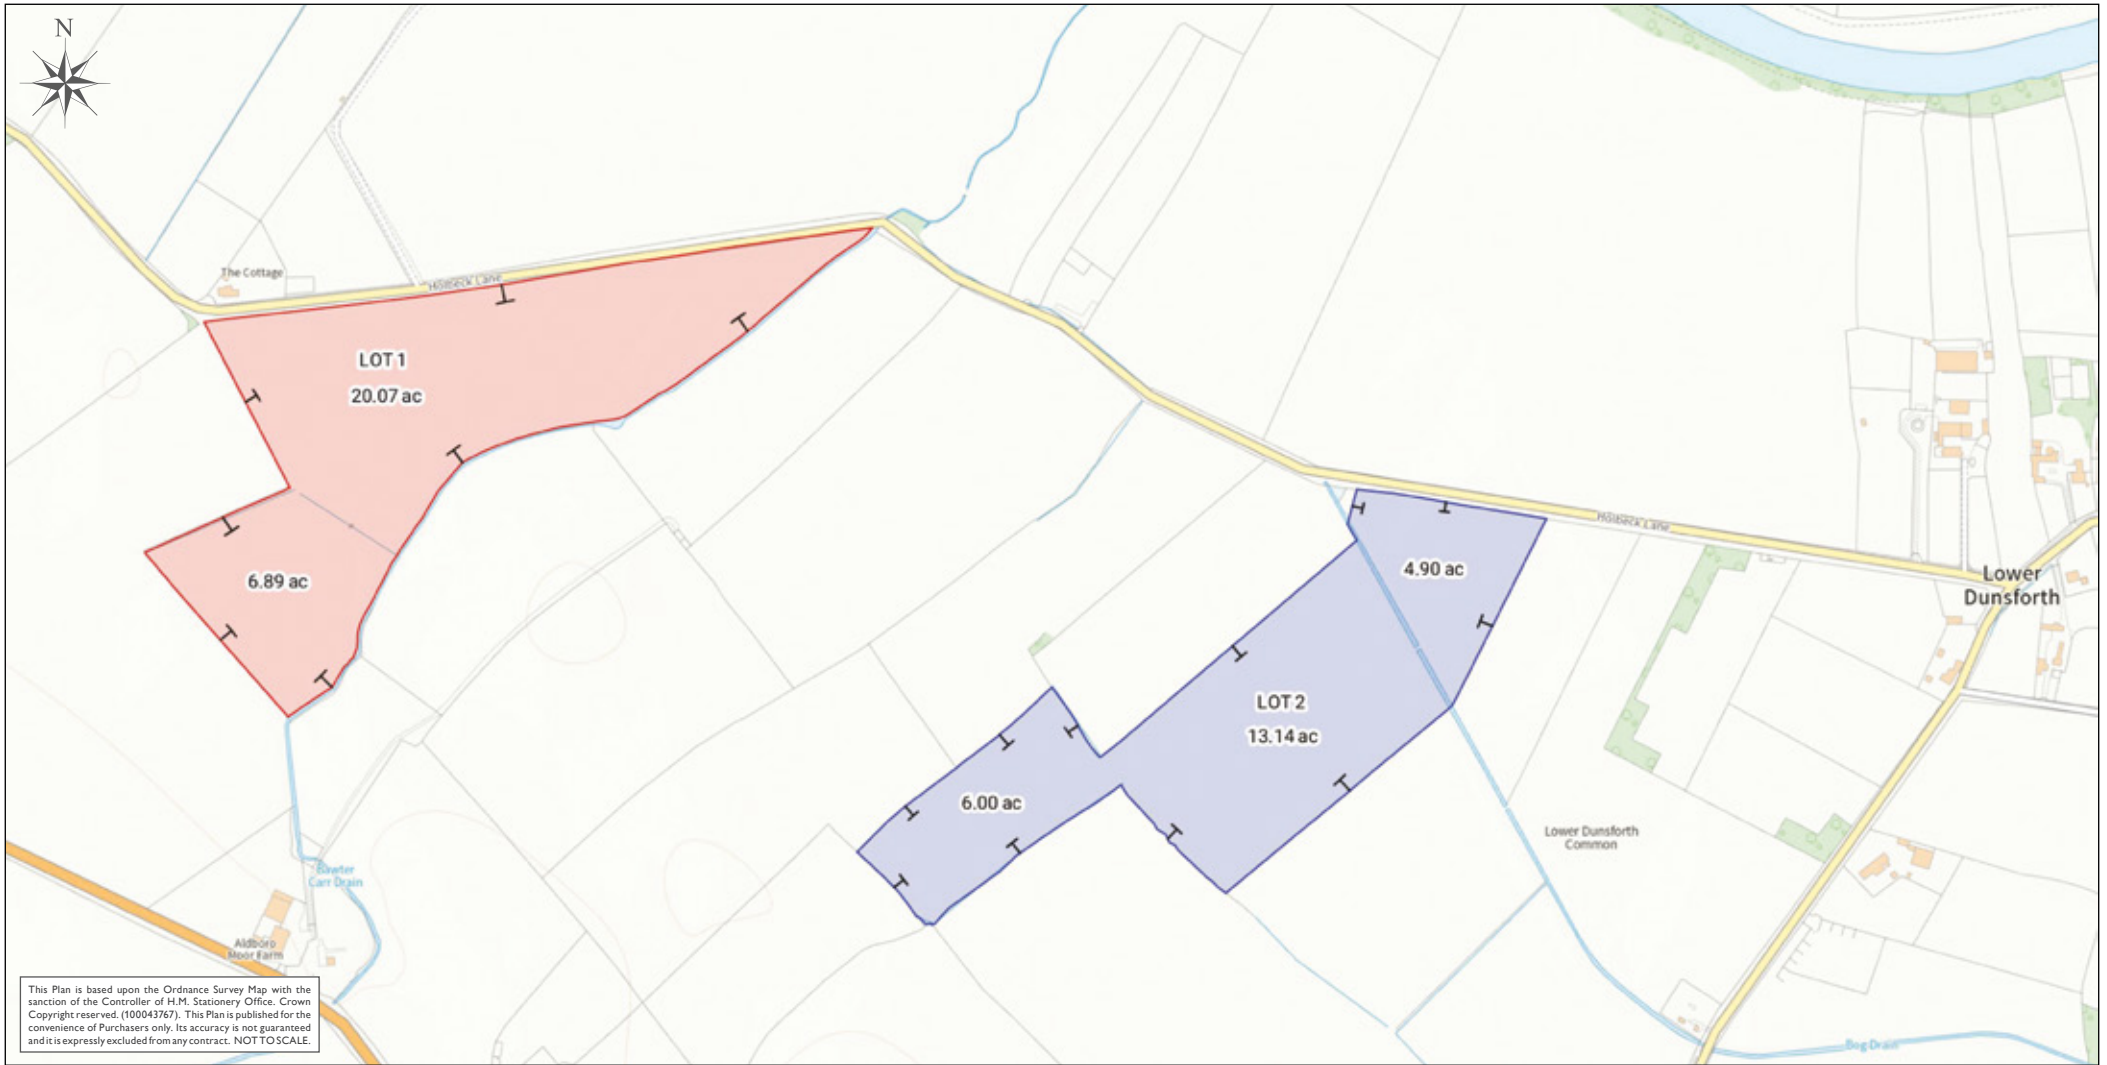 N
The Cottage
Holbeck Lane
LOT 1
20.07 ac
6.89 ac
Holbeck Lane
4.90 ac
Lower
Dunsforth
LOT 2
13.14 ac
6.00 ac
Lower Dunsforth
Common
Bawter
Carr Drain
Aldboro
Moor Farm
Bog Drain
This Plan is based upon the Ordnance Survey Map with the
sanction of the Controller of H.M. Stationery Office. Crown
Copyright reserved. (100043767). This Plan is published for the
convenience of Purchasers only. Its accuracy is not guaranteed
and it is expressly excluded from any contract. NOT TO SCALE.